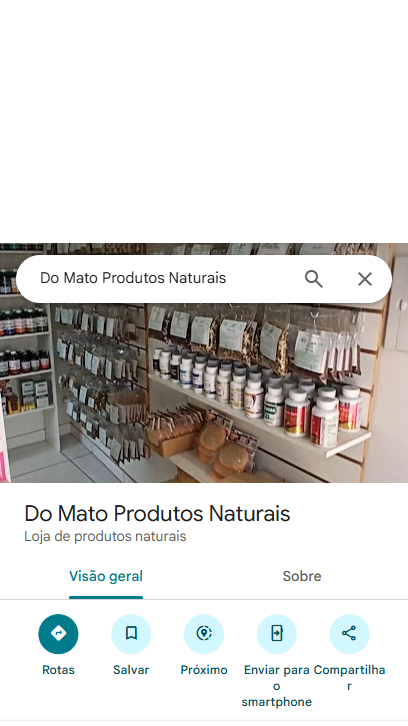 Do Mato Produtos Naturais
Do Mato Produtos Naturais
Loja de produtos naturais
Visão geral
Sobre
Rotas
Salvar
Próximo
Enviar para
o
smartphone
Compartilha
r